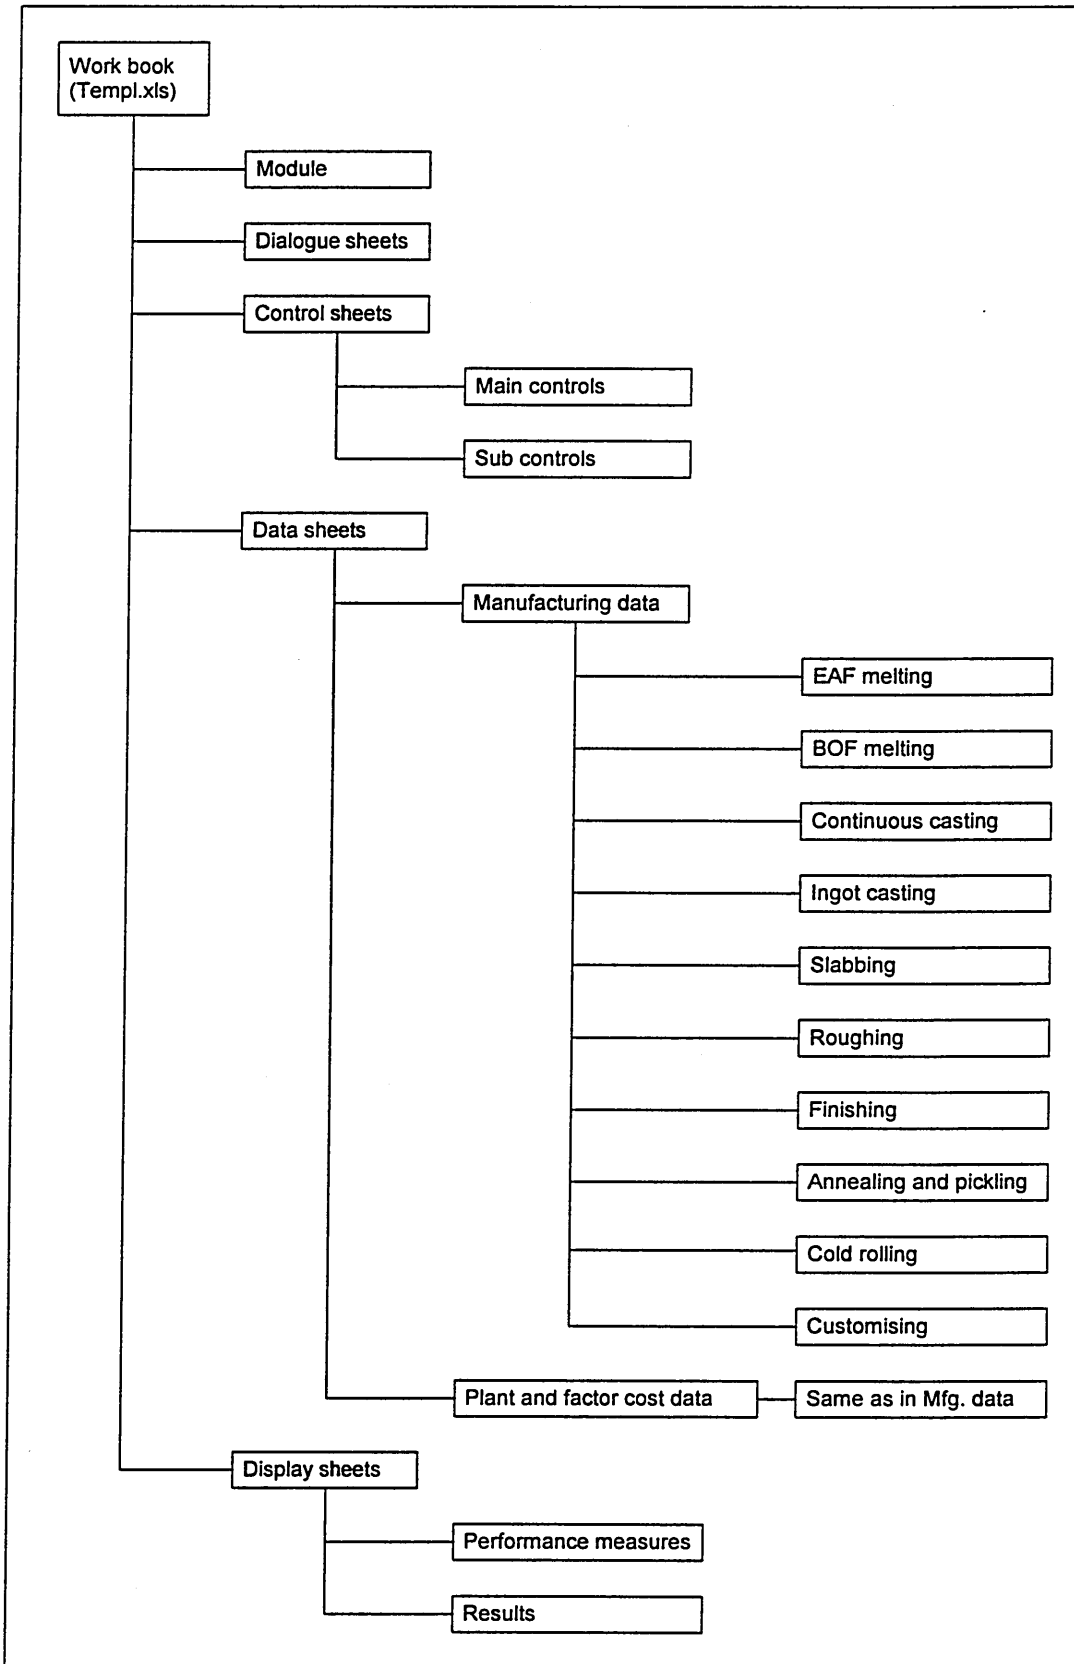 Work book
(Templ.xls)
Module
Dialogue sheets
Control sheets
Main controls
Sub controls
Data sheets
Manufacturing data
EAF melting
BOF melting
Continuous casting
Ingot casting
Slabbing
Roughing
Finishing
Annealing and pickling
Cold rolling
Customising
Plant and factor cost data
Same as in Mfg. data
Display sheets
Performance measures
Results